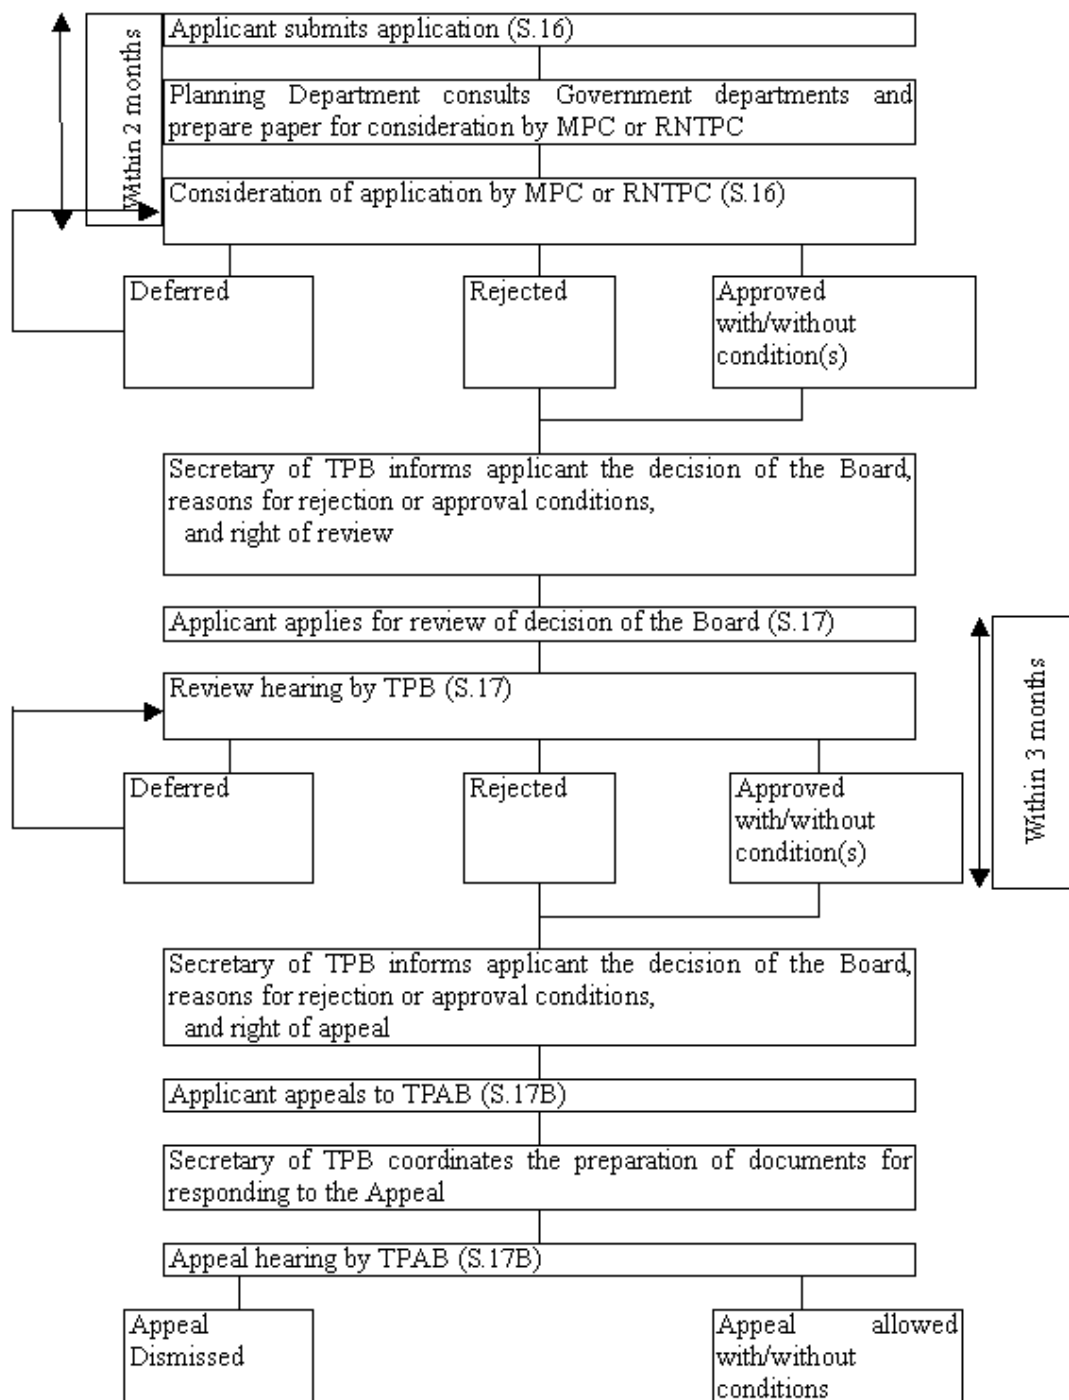 Applicant submits application (S.16)
Within 2 months
Planning Department consults Government departments and
prepare paper for consideration by MPC or RNTPC
Consideration of application by MPC or RNTPC (S.16)
Deferred
Rejected
Approved
with/without
condition(s)
Secretary of TPB informs applicant the decision of the Board,
reasons for rejection or approval conditions,
and right of review
Applicant applies for review of decision of the Board (S.17)
Review hearing by TPB (S.17)
Within 3 months
Deferred
Rejected
Approved
with/without
condition(s)
Secretary of TPB informs applicant the decision of the Board,
reasons for rejection or approval conditions,
and right of appeal
Applicant appeals to TPAB (S.17B)
Secretary of TPB coordinates the preparation of documents for
responding to the Appeal
Appeal hearing by TPAB (S.17B)
Appeal
Dismissed
Appeal allowed
with/without
conditions